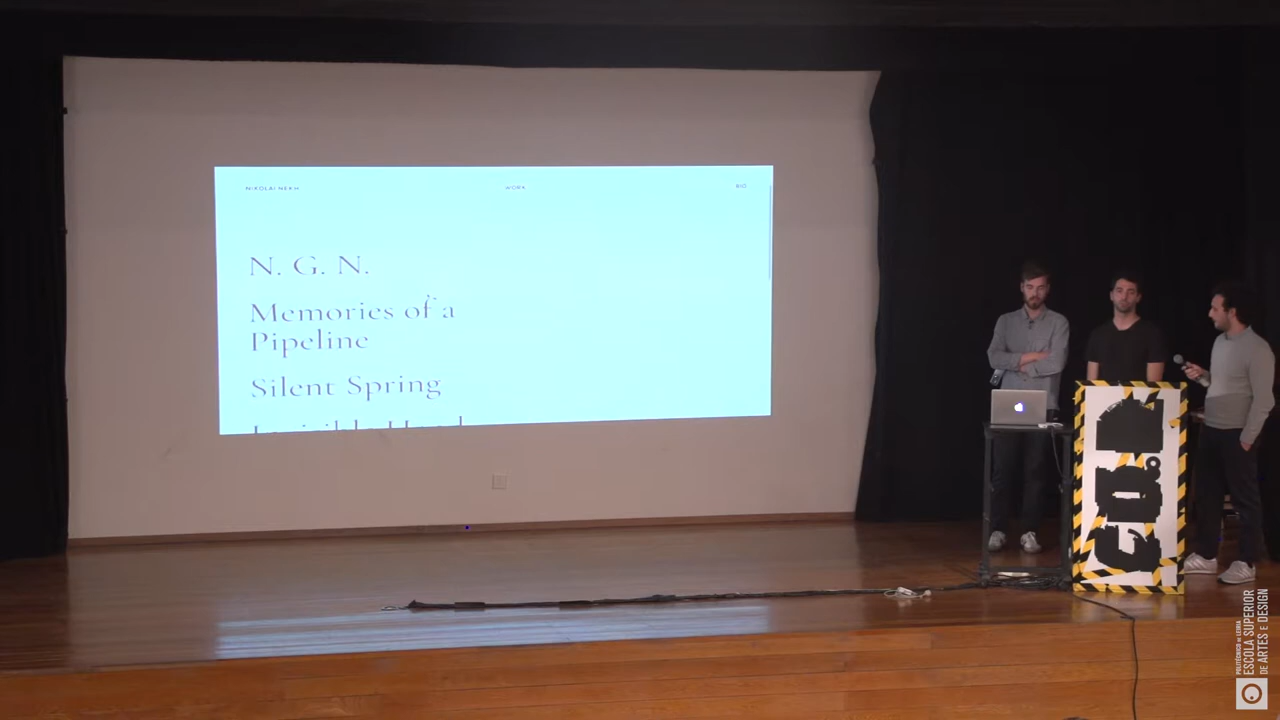 NIKOLAI NEKH
WORK
BIO
N. G. N.
Memories of a
Pipeline
Silent Spring
POLITÉCNICO DE LEIRIA
ESCOLA SUPERIOR
DE ARTES E DESIGN